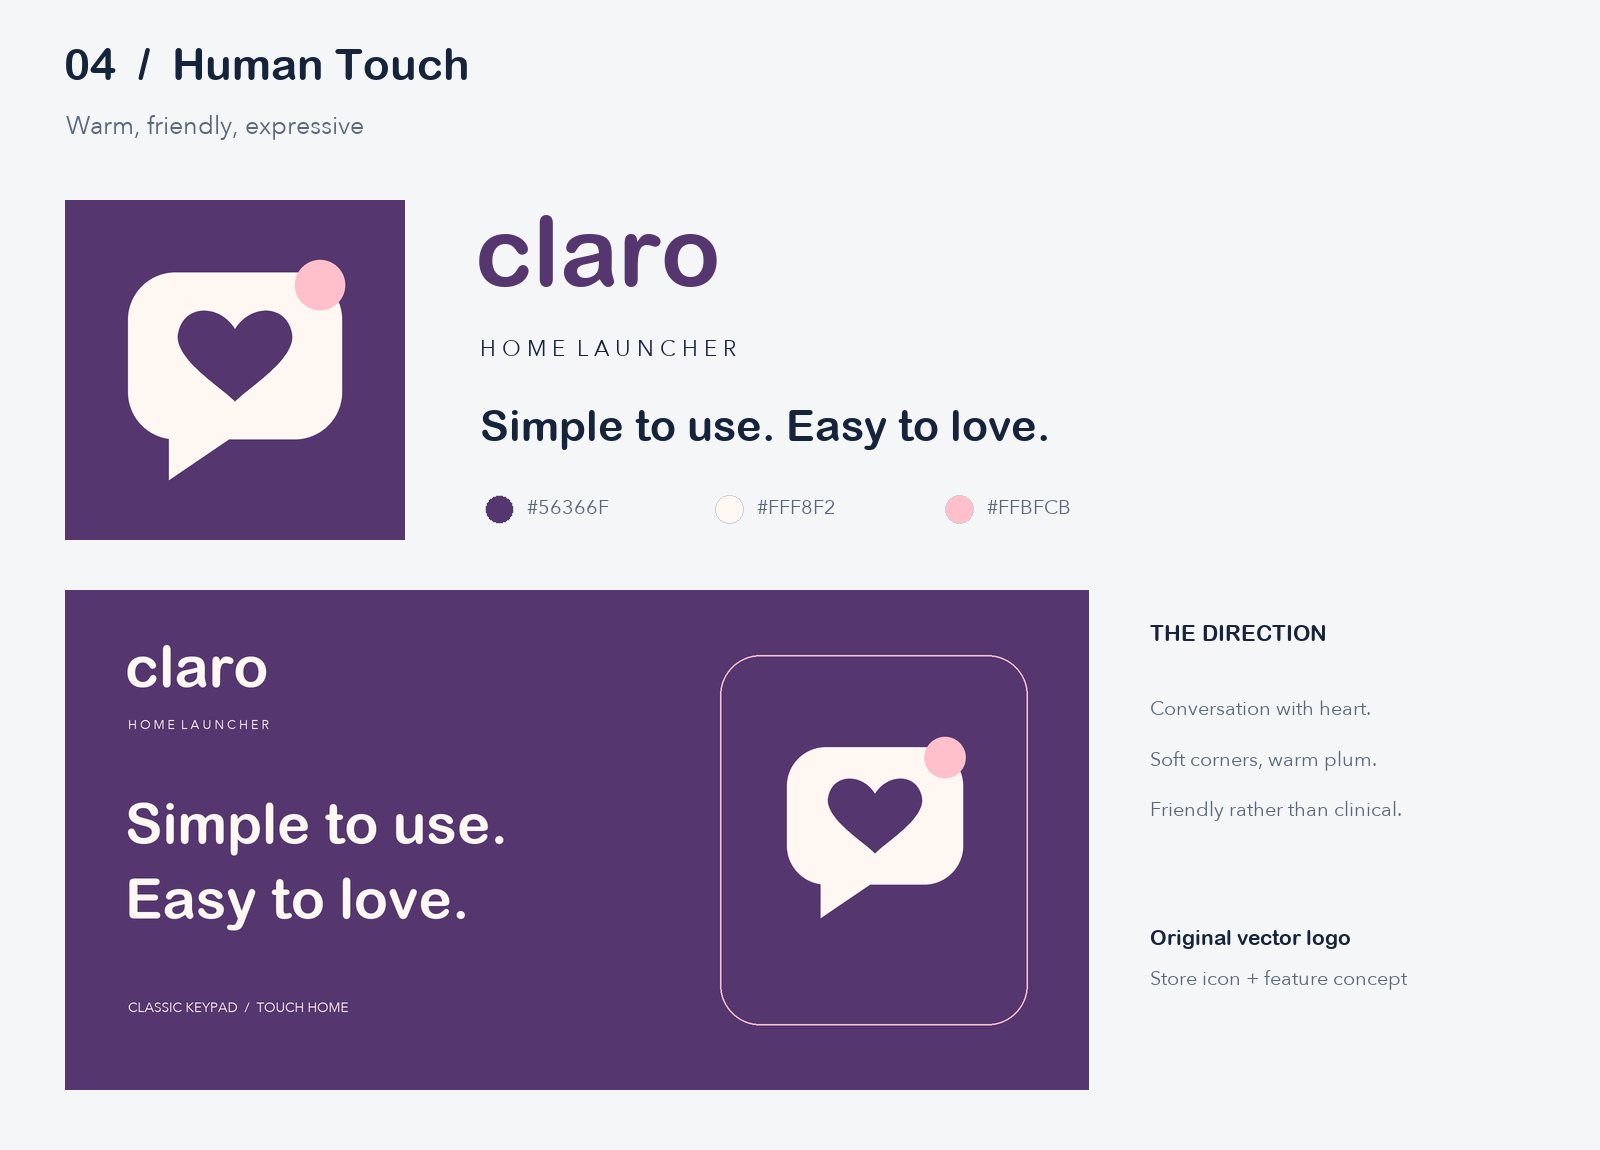 04 / Human Touch
Warm, friendly, expressive
claro
HOME LAUNCHER
Simple to use. Easy to love.
#56366F
#FFF8F2
#FFBFCB
claro
HOME LAUNCHER
Simple to use.
Easy to love.
CLASSIC KEYPAD / TOUCH HOME
THE DIRECTION
Conversation with heart.
Soft corners, warm plum.
Friendly rather than clinical.
Original vector logo
Store icon + feature concept